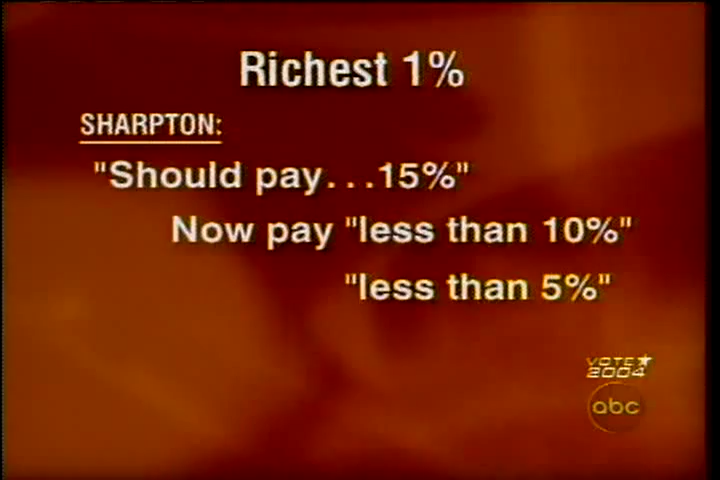 Richest 1%
SHARPTON:
"Should pay...15%"
Now pay "less than 10%"
"less than 5%"
VOTE★
2004
abc